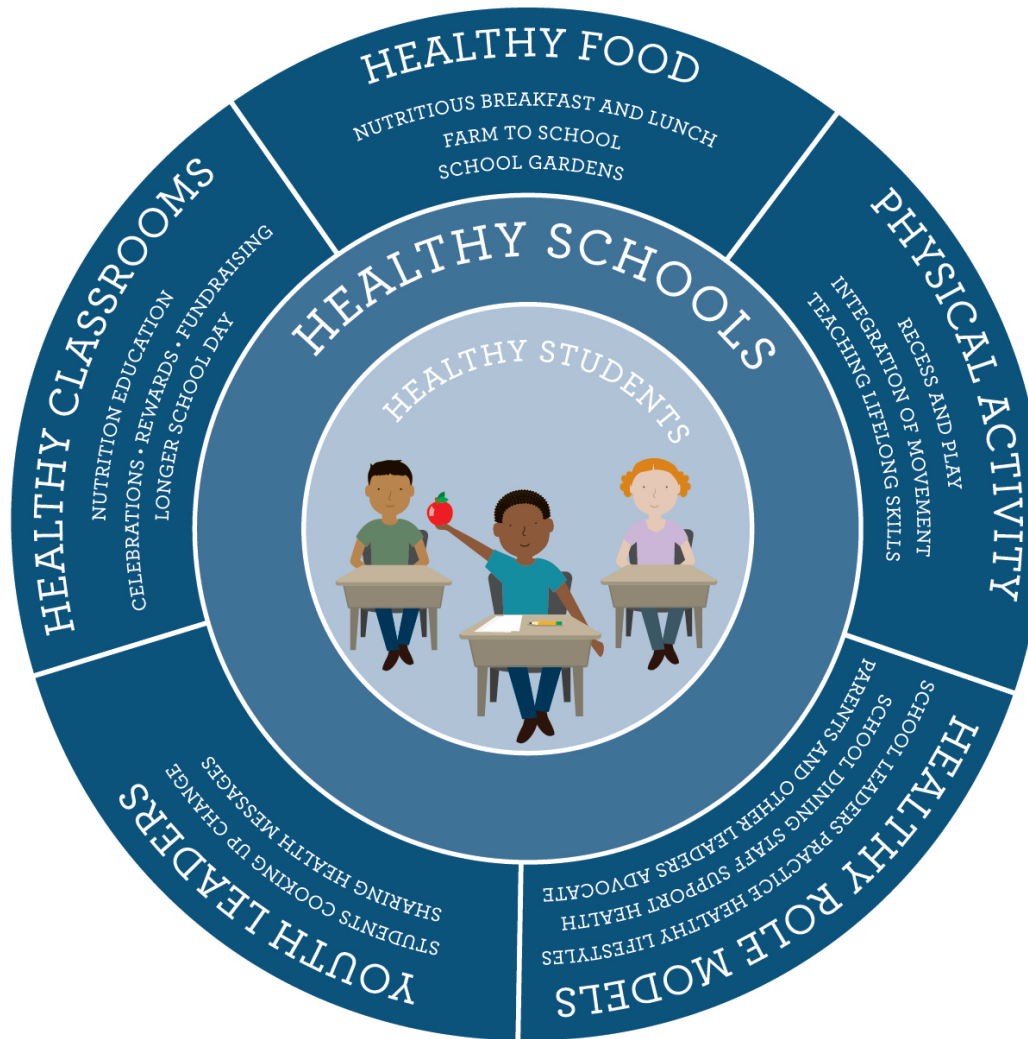 HEALTHY FOOD
NUTRITIOUS BREAKFAST AND LUNCH
FARM TO SCHOOL
SCHOOL GARDENS
PHYSICAL ACTIVITY
RECESS AND PLAY
INTEGRATION OF MOVEMENT
TEACHING LIFELONG SKILLS
HEALTHY ROLE MODELS
SCHOOL LEADERS PRACTICE HEALTHY LIFESTYLES
SCHOOL DINING STAFF SUPPORT HEALTH
PARENTS AND OTHER LEADERS ADVOCATE
YOUTH LEADERS
STUDENTS COOKING UP CHANGE
SHARING HEALTH MESSAGES
HEALTHY CLASSROOMS
NUTRITION EDUCATION
CELEBRATIONS • REWARDS • FUNDRAISING
LONGER SCHOOL DAY
HEALTHY SCHOOLS
HEALTHY STUDENTS